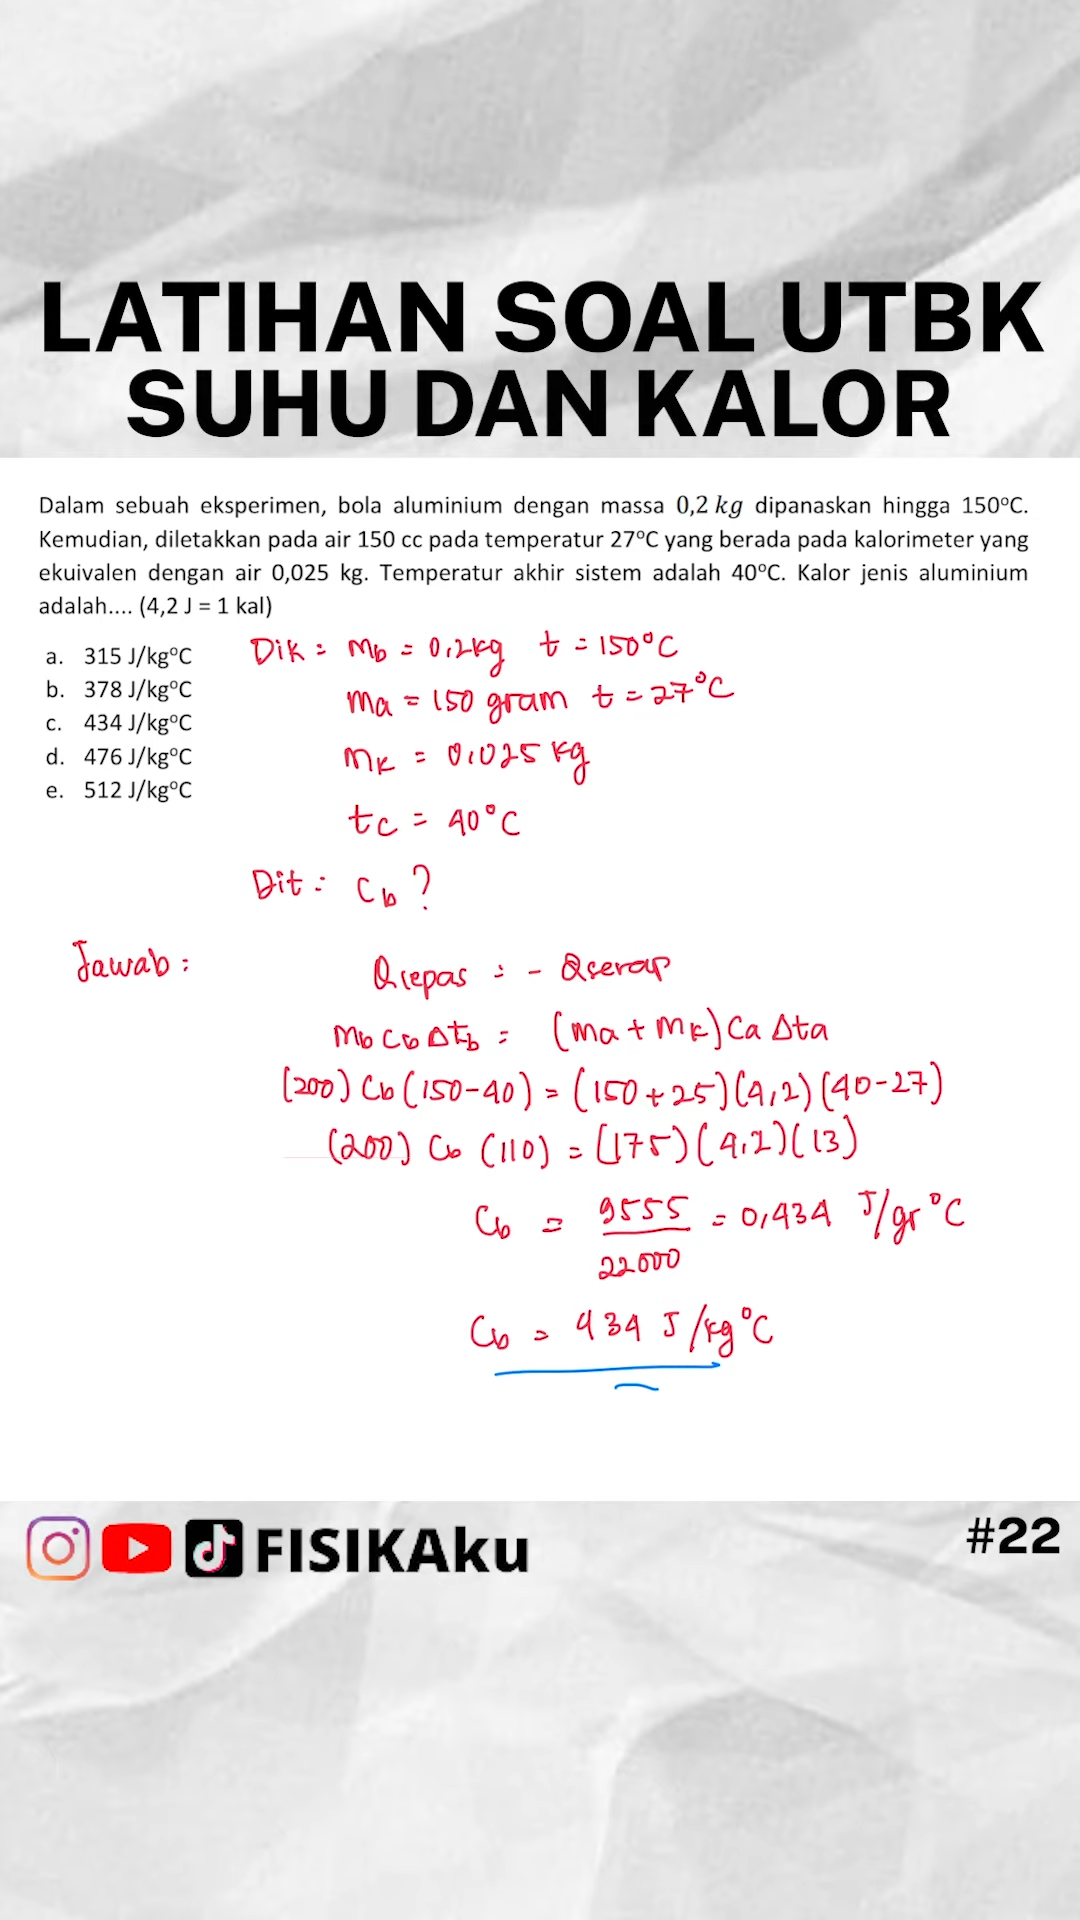 LATIHAN SOAL UTBK
SUHU DAN KALOR
Dalam sebuah eksperimen, bola aluminium dengan massa 0,2 kg dipanaskan hingga 150°C.
Kemudian, diletakkan pada air 150 cc pada temperatur 27°C yang berada pada kalorimeter yang
ekuivalen dengan air 0,025 kg. Temperatur akhir sistem adalah 40°C. Kalor jenis aluminium
adalah.... (4,2 J = 1 kal)
a. 315 J/kg°C
b. 378 J/kg°C
c. 434 J/kg°C
d. 476 J/kg°C
e. 512 J/kg°C
Dik : mb = 0,2 kg t = 150°C
ma = 150 gram t = 27°C
mk = 0,025 kg
tc = 40°C
Dit : Cb ?
Jawab :
Qlepas = - Qserap
mb Cb Δtb = (ma + mk) Ca Δta
(200) Cb (150-40) = (150+25)(4,2)(40-27)
(200) Cb (110) = (175)(4,2)(13)
Cb = 9555/22000 = 0,434 J/gr°C
Cb = 434 J/kg°C
FISIKAku
#22